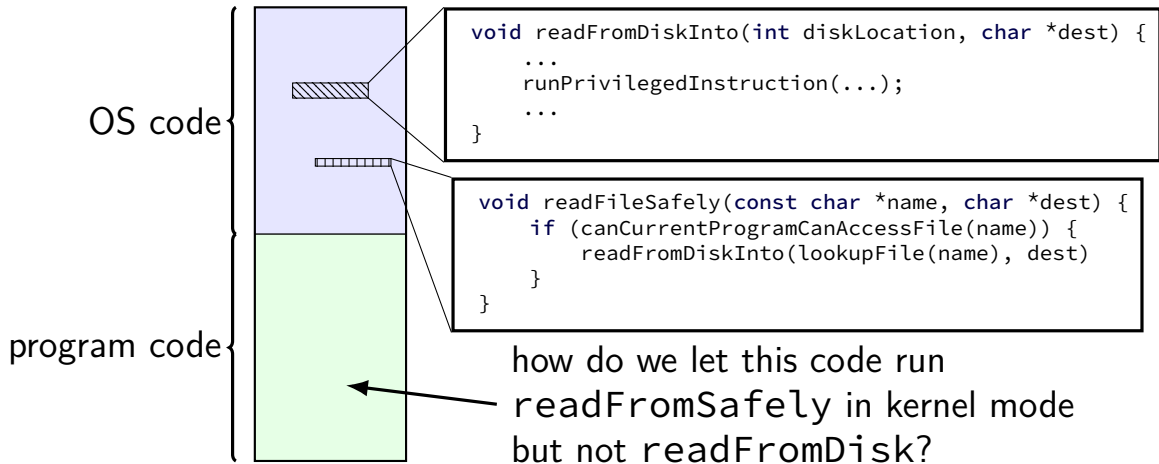 void readFromDiskInto(int diskLocation, char *dest) {
...
runPrivilegedInstruction(...);
...
}
OS code
void readFileSafely(const char *name, char *dest) {
if (canCurrentProgramCanAccessFile(name)) {
readFromDiskInto(lookupFile(name), dest)
}
}
program code
how do we let this code run
readFromSafely in kernel mode
but not readFromDisk?